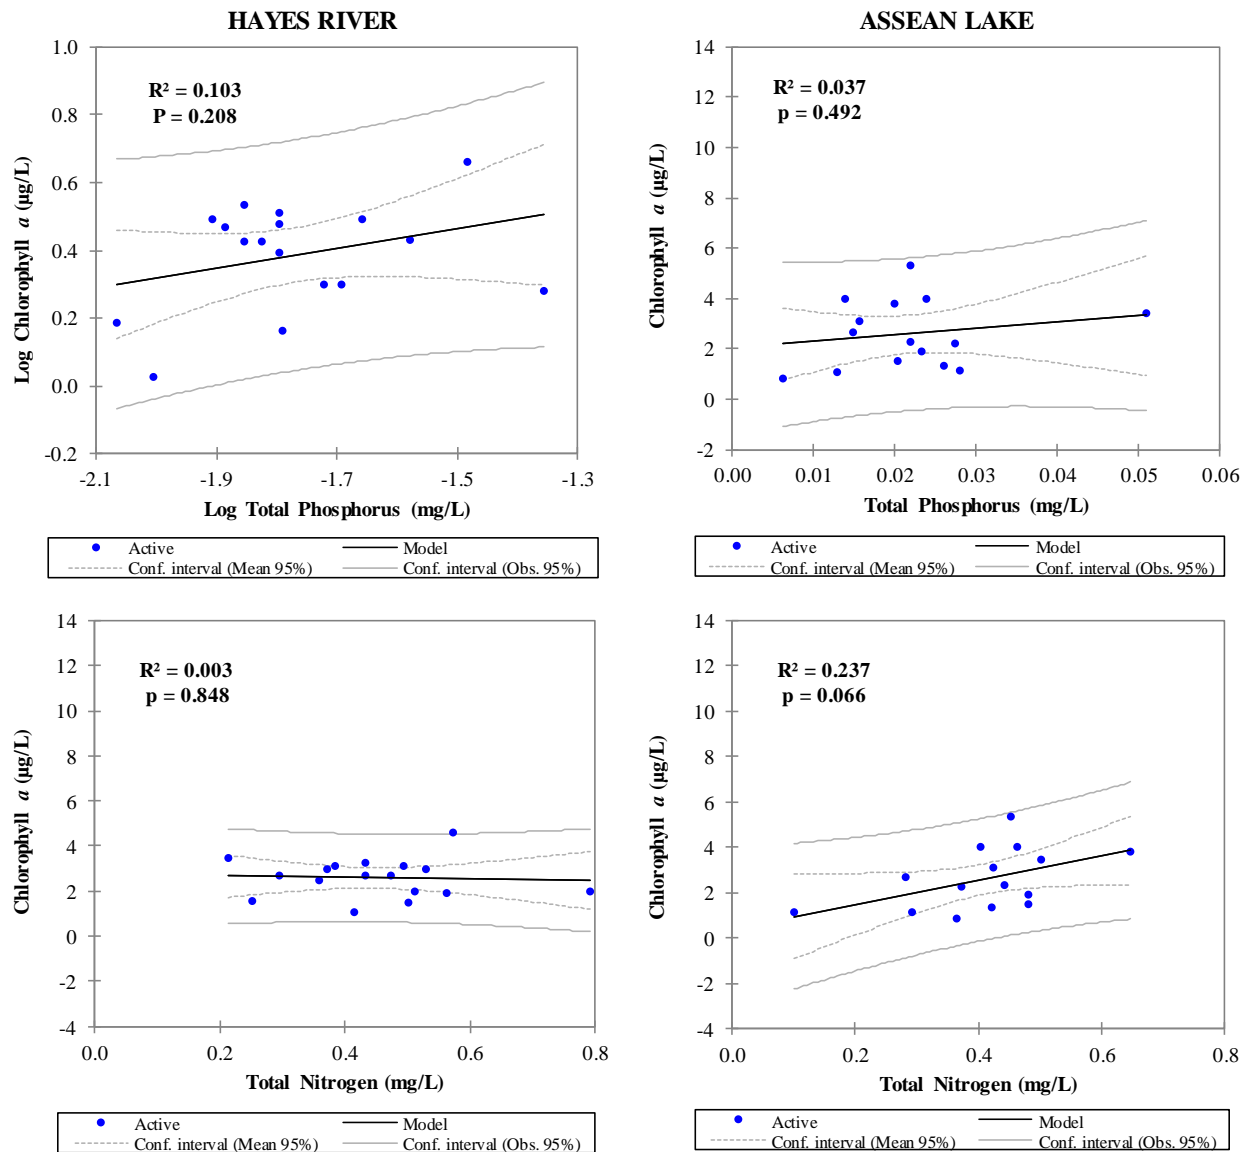 HAYES RIVER
ASSEAN LAKE
1.0
0.8
0.6
0.4
0.2
0.0
-0.2
Log Chlorophyll a (µg/L)
R² = 0.103
P = 0.208
-2.1 -1.9 -1.7 -1.5 -1.3
Log Total Phosphorus (mg/L)
Active Model
Conf. interval (Mean 95%) Conf. interval (Obs. 95%)
14
12
10
8
6
4
2
0
-2
Chlorophyll a (µg/L)
R² = 0.037
p = 0.492
0.00 0.01 0.02 0.03 0.04 0.05 0.06
Total Phosphorus (mg/L)
Active Model
Conf. interval (Mean 95%) Conf. interval (Obs. 95%)
14
12
10
8
6
4
2
0
-2
-4
Chlorophyll a (µg/L)
R² = 0.003
p = 0.848
0.0 0.2 0.4 0.6 0.8
Total Nitrogen (mg/L)
Active Model
Conf. interval (Mean 95%) Conf. interval (Obs. 95%)
14
12
10
8
6
4
2
0
-2
-4
Chlorophyll a (µg/L)
R² = 0.237
p = 0.066
0.0 0.2 0.4 0.6 0.8
Total Nitrogen (mg/L)
Active Model
Conf. interval (Mean 95%) Conf. interval (Obs. 95%)